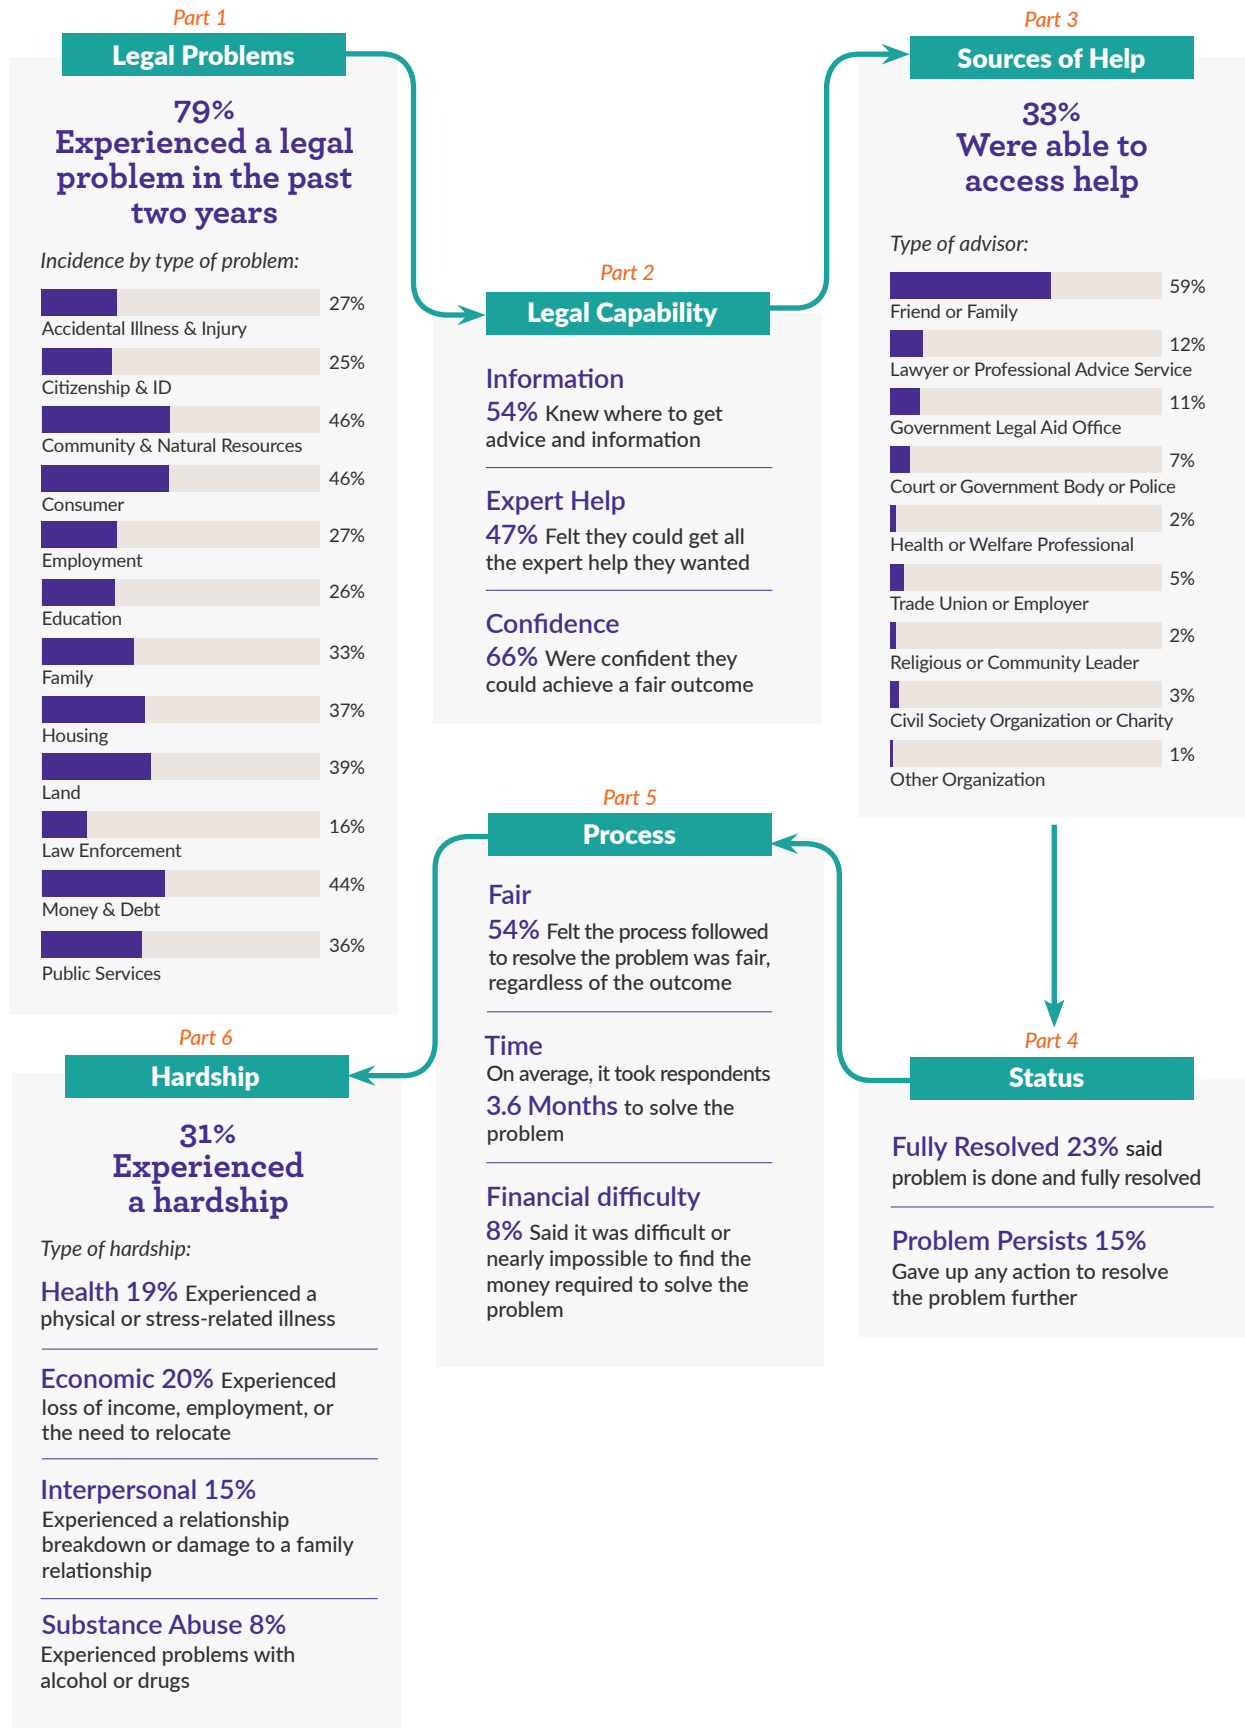 Part 1
Legal Problems
79%
Experienced a legal
problem in the past
two years
Incidence by type of problem:
27%
Accidental Illness & Injury
25%
Citizenship & ID
46%
Community & Natural Resources
46%
Consumer
27%
Employment
26%
Education
33%
Family
37%
Housing
39%
Land
16%
Law Enforcement
44%
Money & Debt
36%
Public Services
Part 2
Legal Capability
Information
54% Knew where to get
advice and information
Expert Help
47% Felt they could get all
the expert help they wanted
Confidence
66% Were confident they
could achieve a fair outcome
Part 3
Sources of Help
33%
Were able to
access help
Type of advisor:
59%
Friend or Family
12%
Lawyer or Professional Advice Service
11%
Government Legal Aid Office
7%
Court or Government Body or Police
2%
Health or Welfare Professional
5%
Trade Union or Employer
2%
Religious or Community Leader
3%
Civil Society Organization or Charity
1%
Other Organization
Part 4
Status
Fully Resolved 23% said
problem is done and fully resolved
Problem Persists 15%
Gave up any action to resolve
the problem further
Part 5
Process
Fair
54% Felt the process followed
to resolve the problem was fair,
regardless of the outcome
Time
On average, it took respondents
3.6 Months to solve the
problem
Financial difficulty
8% Said it was difficult or
nearly impossible to find the
money required to solve the
problem
Part 6
Hardship
31%
Experienced
a hardship
Type of hardship:
Health 19% Experienced a
physical or stress-related illness
Economic 20% Experienced
loss of income, employment, or
the need to relocate
Interpersonal 15%
Experienced a relationship
breakdown or damage to a family
relationship
Substance Abuse 8%
Experienced problems with
alcohol or drugs